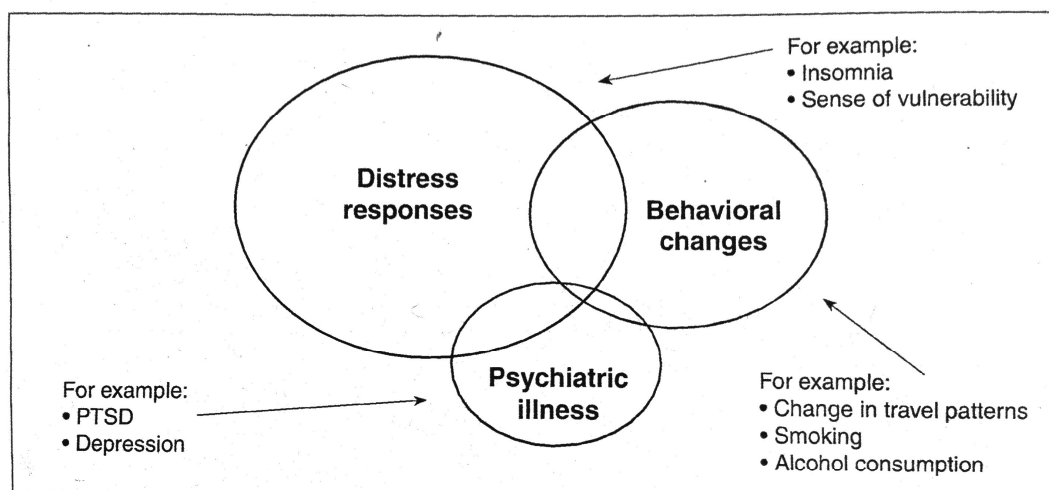 For example:
• Insomnia
• Sense of vulnerability
Distress
responses
Behavioral
changes
Psychiatric
illness
For example:
• PTSD
• Depression
For example:
• Change in travel patterns
• Smoking
• Alcohol consumption